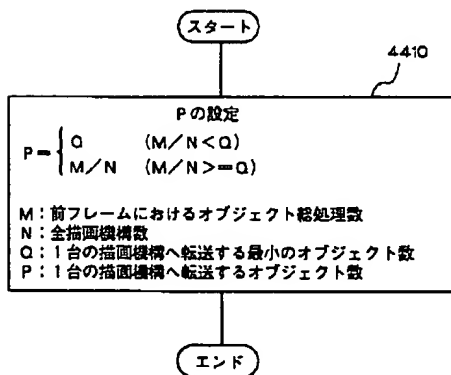 スタート
4410
Pの設定
P= { Q (M/N<Q)
M/N (M/N>=Q)
M:前フレームにおけるオブジェクト総処理数
N:全描画機構数
Q:1台の描画機構へ転送する最小のオブジェクト数
P:1台の描画機構へ転送するオブジェクト数
エンド